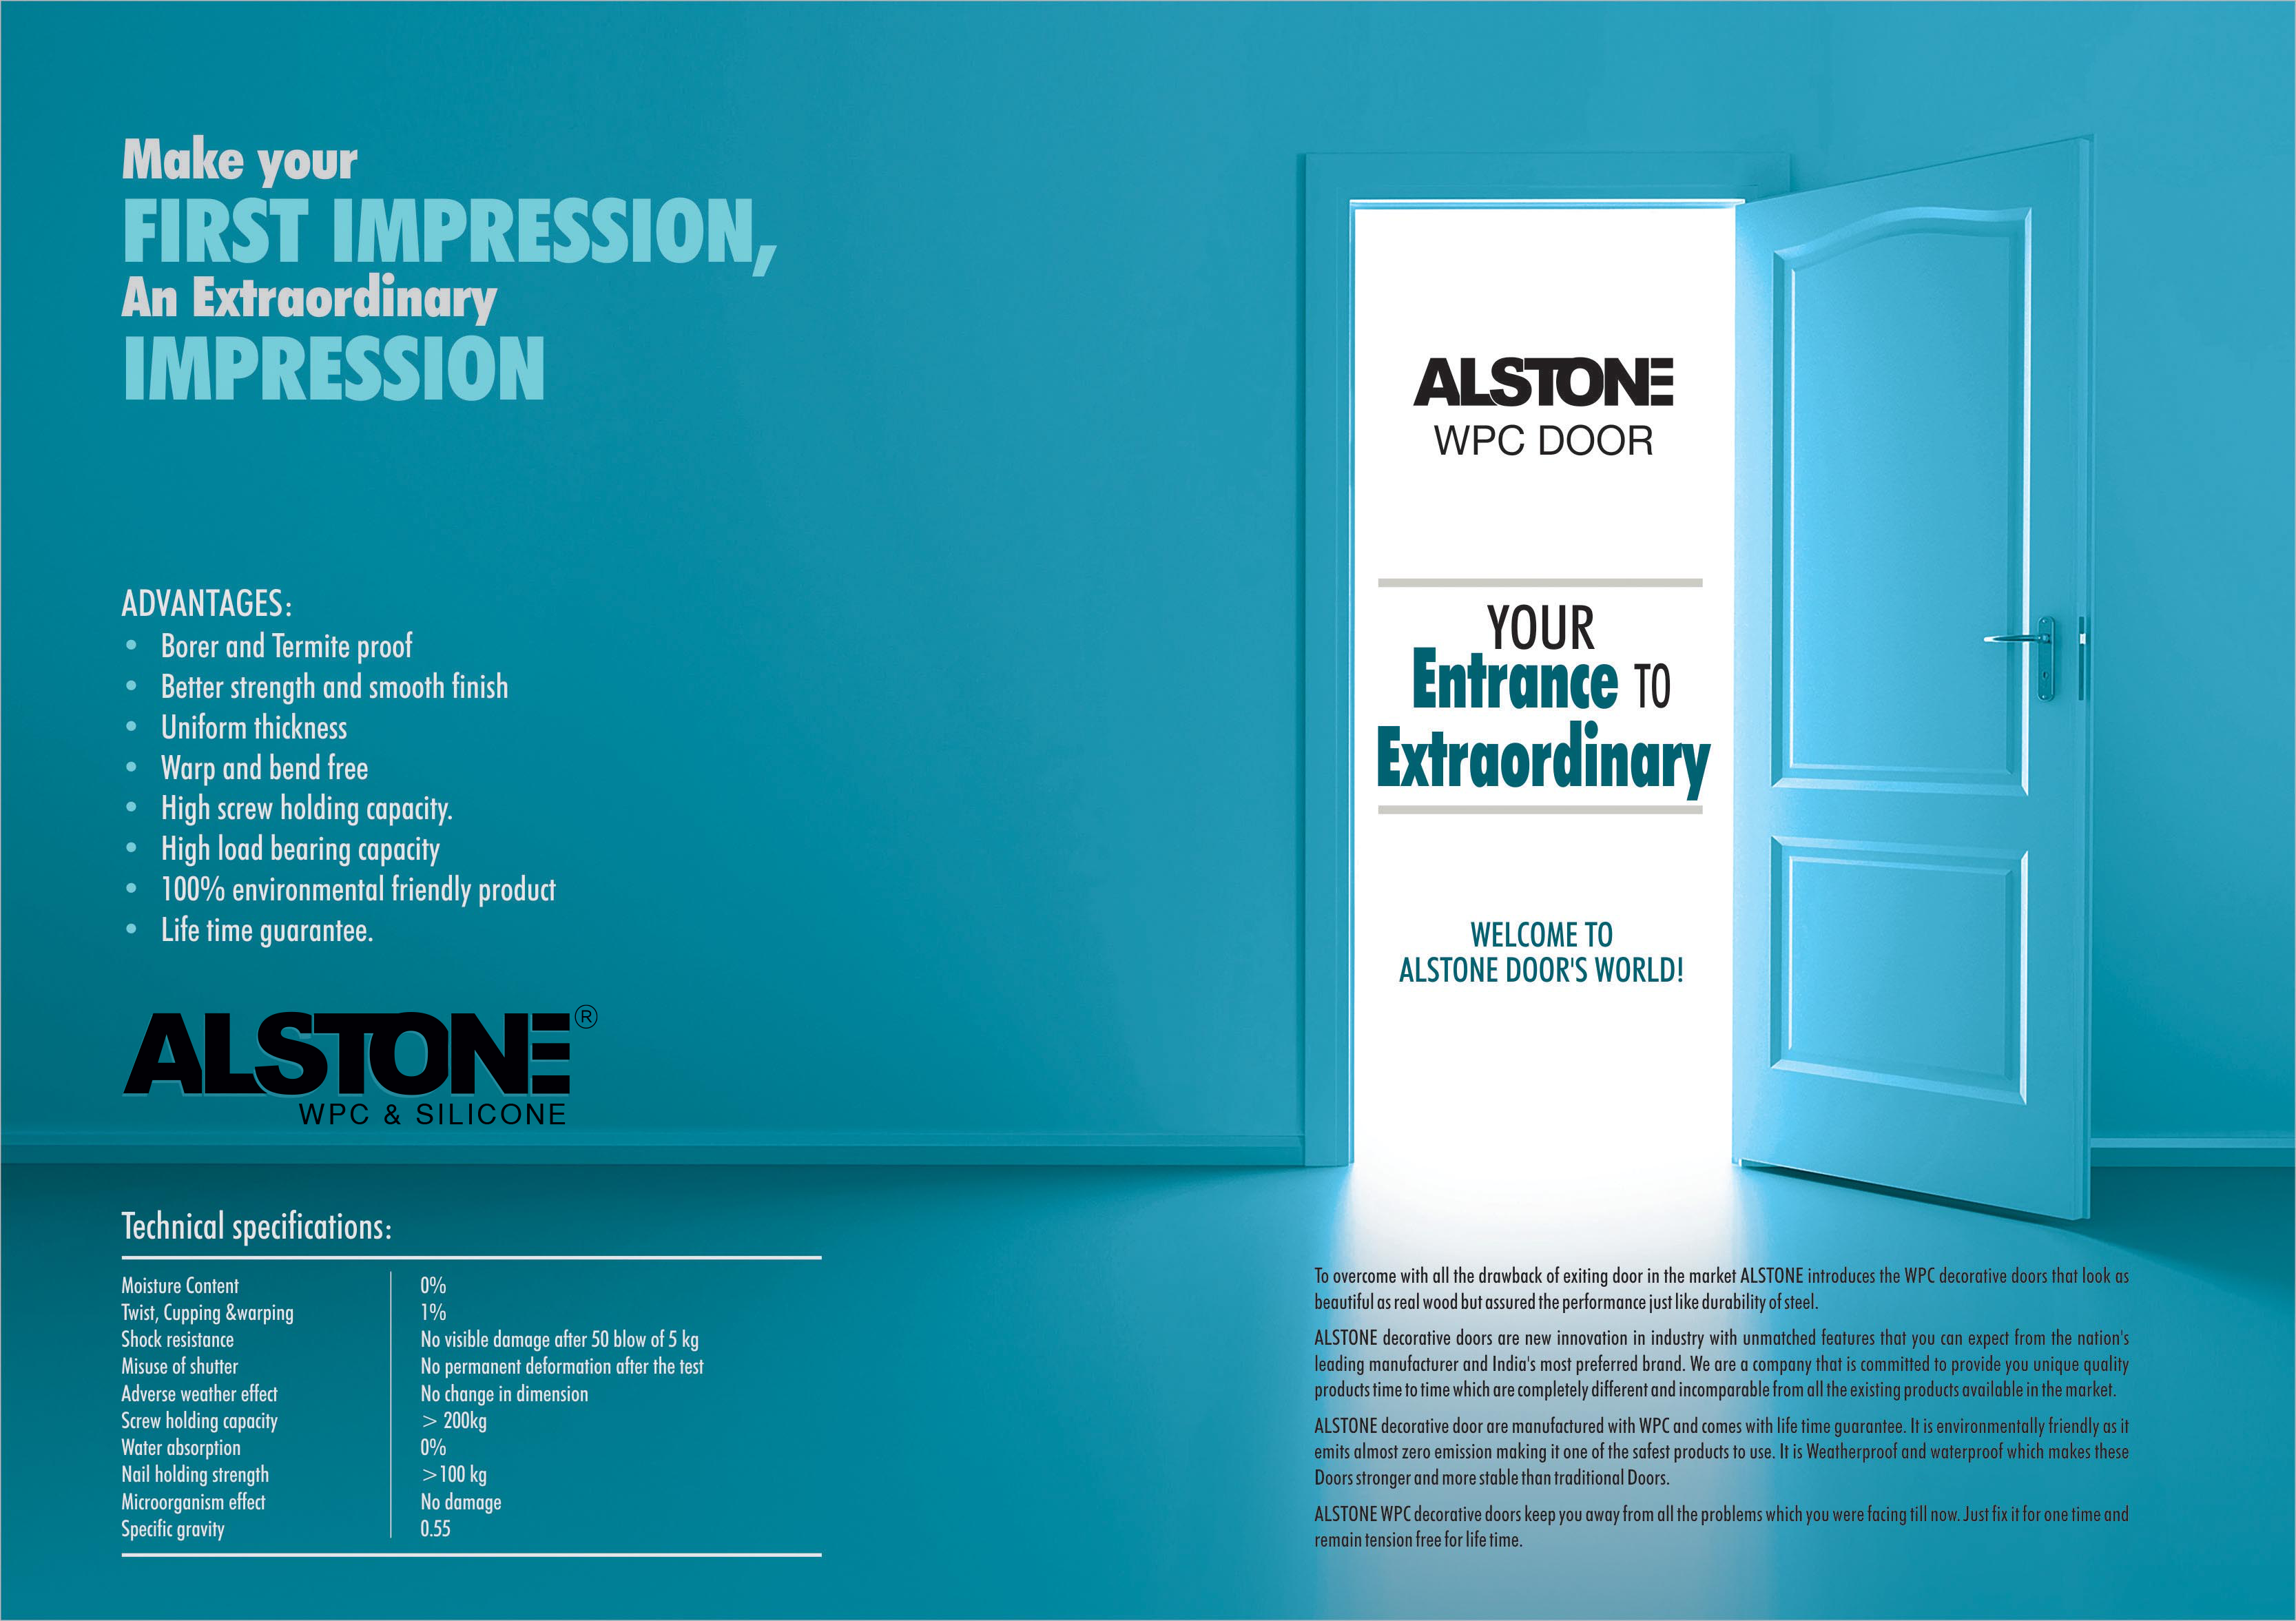 Make your
FIRST IMPRESSION,
An Extraordinary
IMPRESSION
ADVANTAGES:
• Borer and Termite proof
• Better strength and smooth finish
• Uniform thickness
• Warp and bend free
• High screw holding capacity.
• High load bearing capacity
• 100% environmental friendly product
• Life time guarantee.
ALSTONE®
WPC & SILICONE
Technical specifications:
Moisture Content 0%
Twist, Cupping &warping 1%
Shock resistance No visible damage after 50 blow of 5 kg
Misuse of shutter No permanent deformation after the test
Adverse weather effect No change in dimension
Screw holding capacity > 200kg
Water absorption 0%
Nail holding strength >100 kg
Microorganism effect No damage
Specific gravity 0.55
ALSTONE
WPC DOOR
YOUR
Entrance TO
Extraordinary
WELCOME TO
ALSTONE DOOR'S WORLD!
To overcome with all the drawback of exiting door in the market ALSTONE introduces the WPC decorative doors that look as
beautiful as real wood but assured the performance just like durability of steel.
ALSTONE decorative doors are new innovation in industry with unmatched features that you can expect from the nation's
leading manufacturer and India's most preferred brand. We are a company that is committed to provide you unique quality
products time to time which are completely different and incomparable from all the existing products available in the market.
ALSTONE decorative door are manufactured with WPC and comes with life time guarantee. It is environmentally friendly as it
emits almost zero emission making it one of the safest products to use. It is Weatherproof and waterproof which makes these
Doors stronger and more stable than traditional Doors.
ALSTONE WPC decorative doors keep you away from all the problems which you were facing till now. Just fix it for one time and
remain tension free for life time.